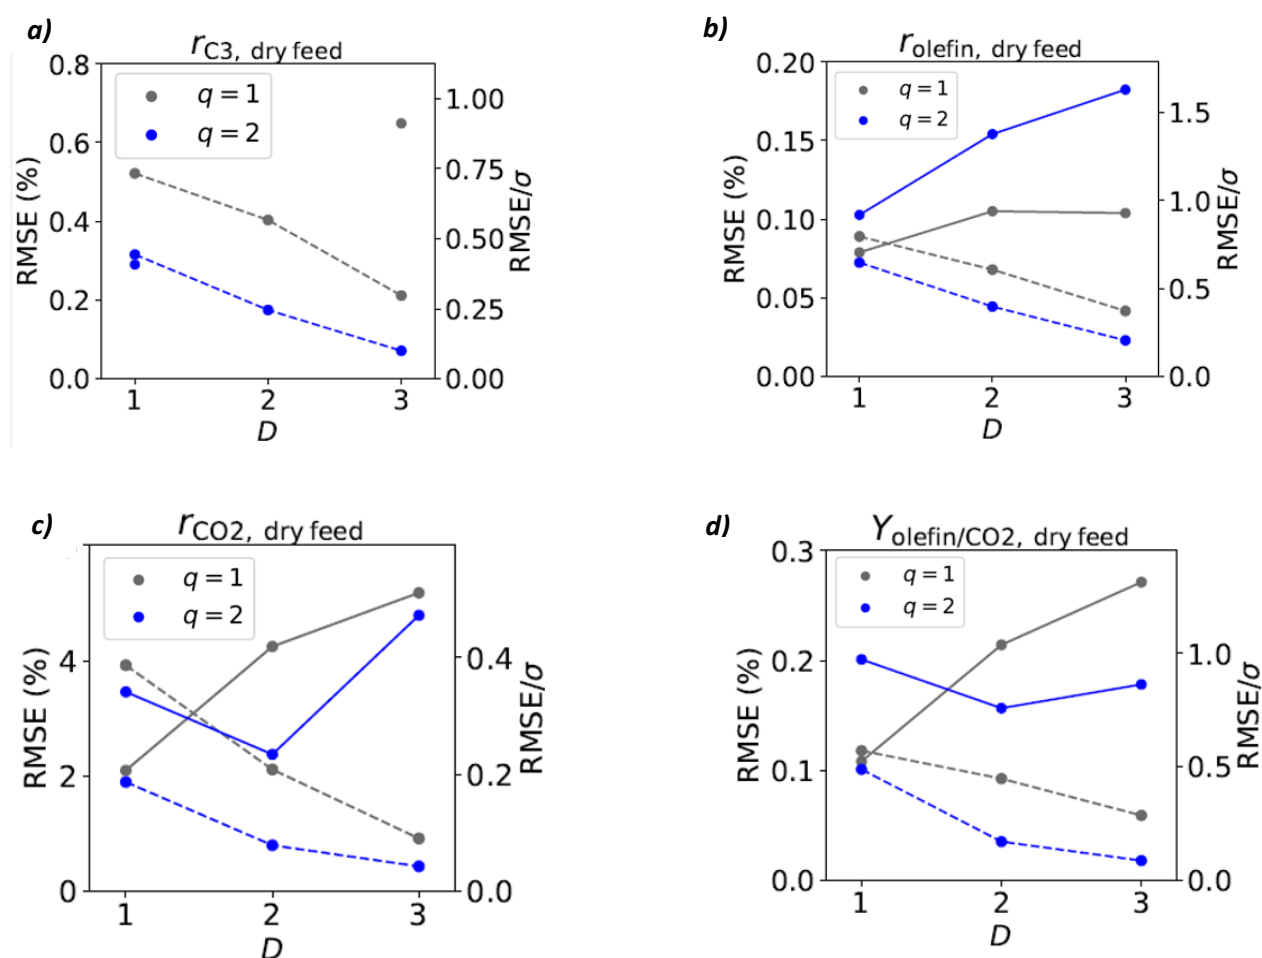 a)
r_C3, dry feed
q = 1
q = 2
0.8
0.6
0.4
0.2
0.0
RMSE (%)
1.00
0.75
0.50
0.25
0.00
RMSE/σ
1 2 3
D
b)
r_olefin, dry feed
q = 1
q = 2
0.20
0.15
0.10
0.05
0.00
RMSE (%)
1.5
1.0
0.5
0.0
RMSE/σ
1 2 3
D
c)
r_CO2, dry feed
q = 1
q = 2
4
2
0
RMSE (%)
0.4
0.2
0.0
RMSE/σ
1 2 3
D
d)
Y_olefin/CO2, dry feed
q = 1
q = 2
0.3
0.2
0.1
0.0
RMSE (%)
1.0
0.5
0.0
RMSE/σ
1 2 3
D